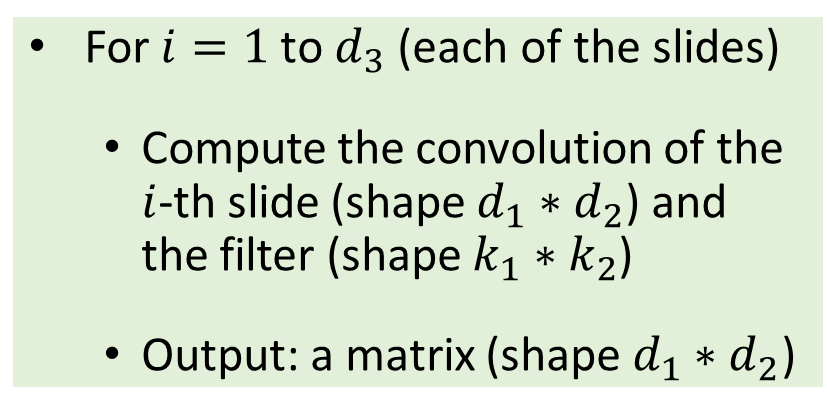 • For 𝑖 = 1 to 𝑑₃ (each of the slides)
• Compute the convolution of the
𝑖-th slide (shape 𝑑₁ ∗ 𝑑₂) and
the filter (shape 𝑘₁ ∗ 𝑘₂)
• Output: a matrix (shape 𝑑₁ ∗ 𝑑₂)